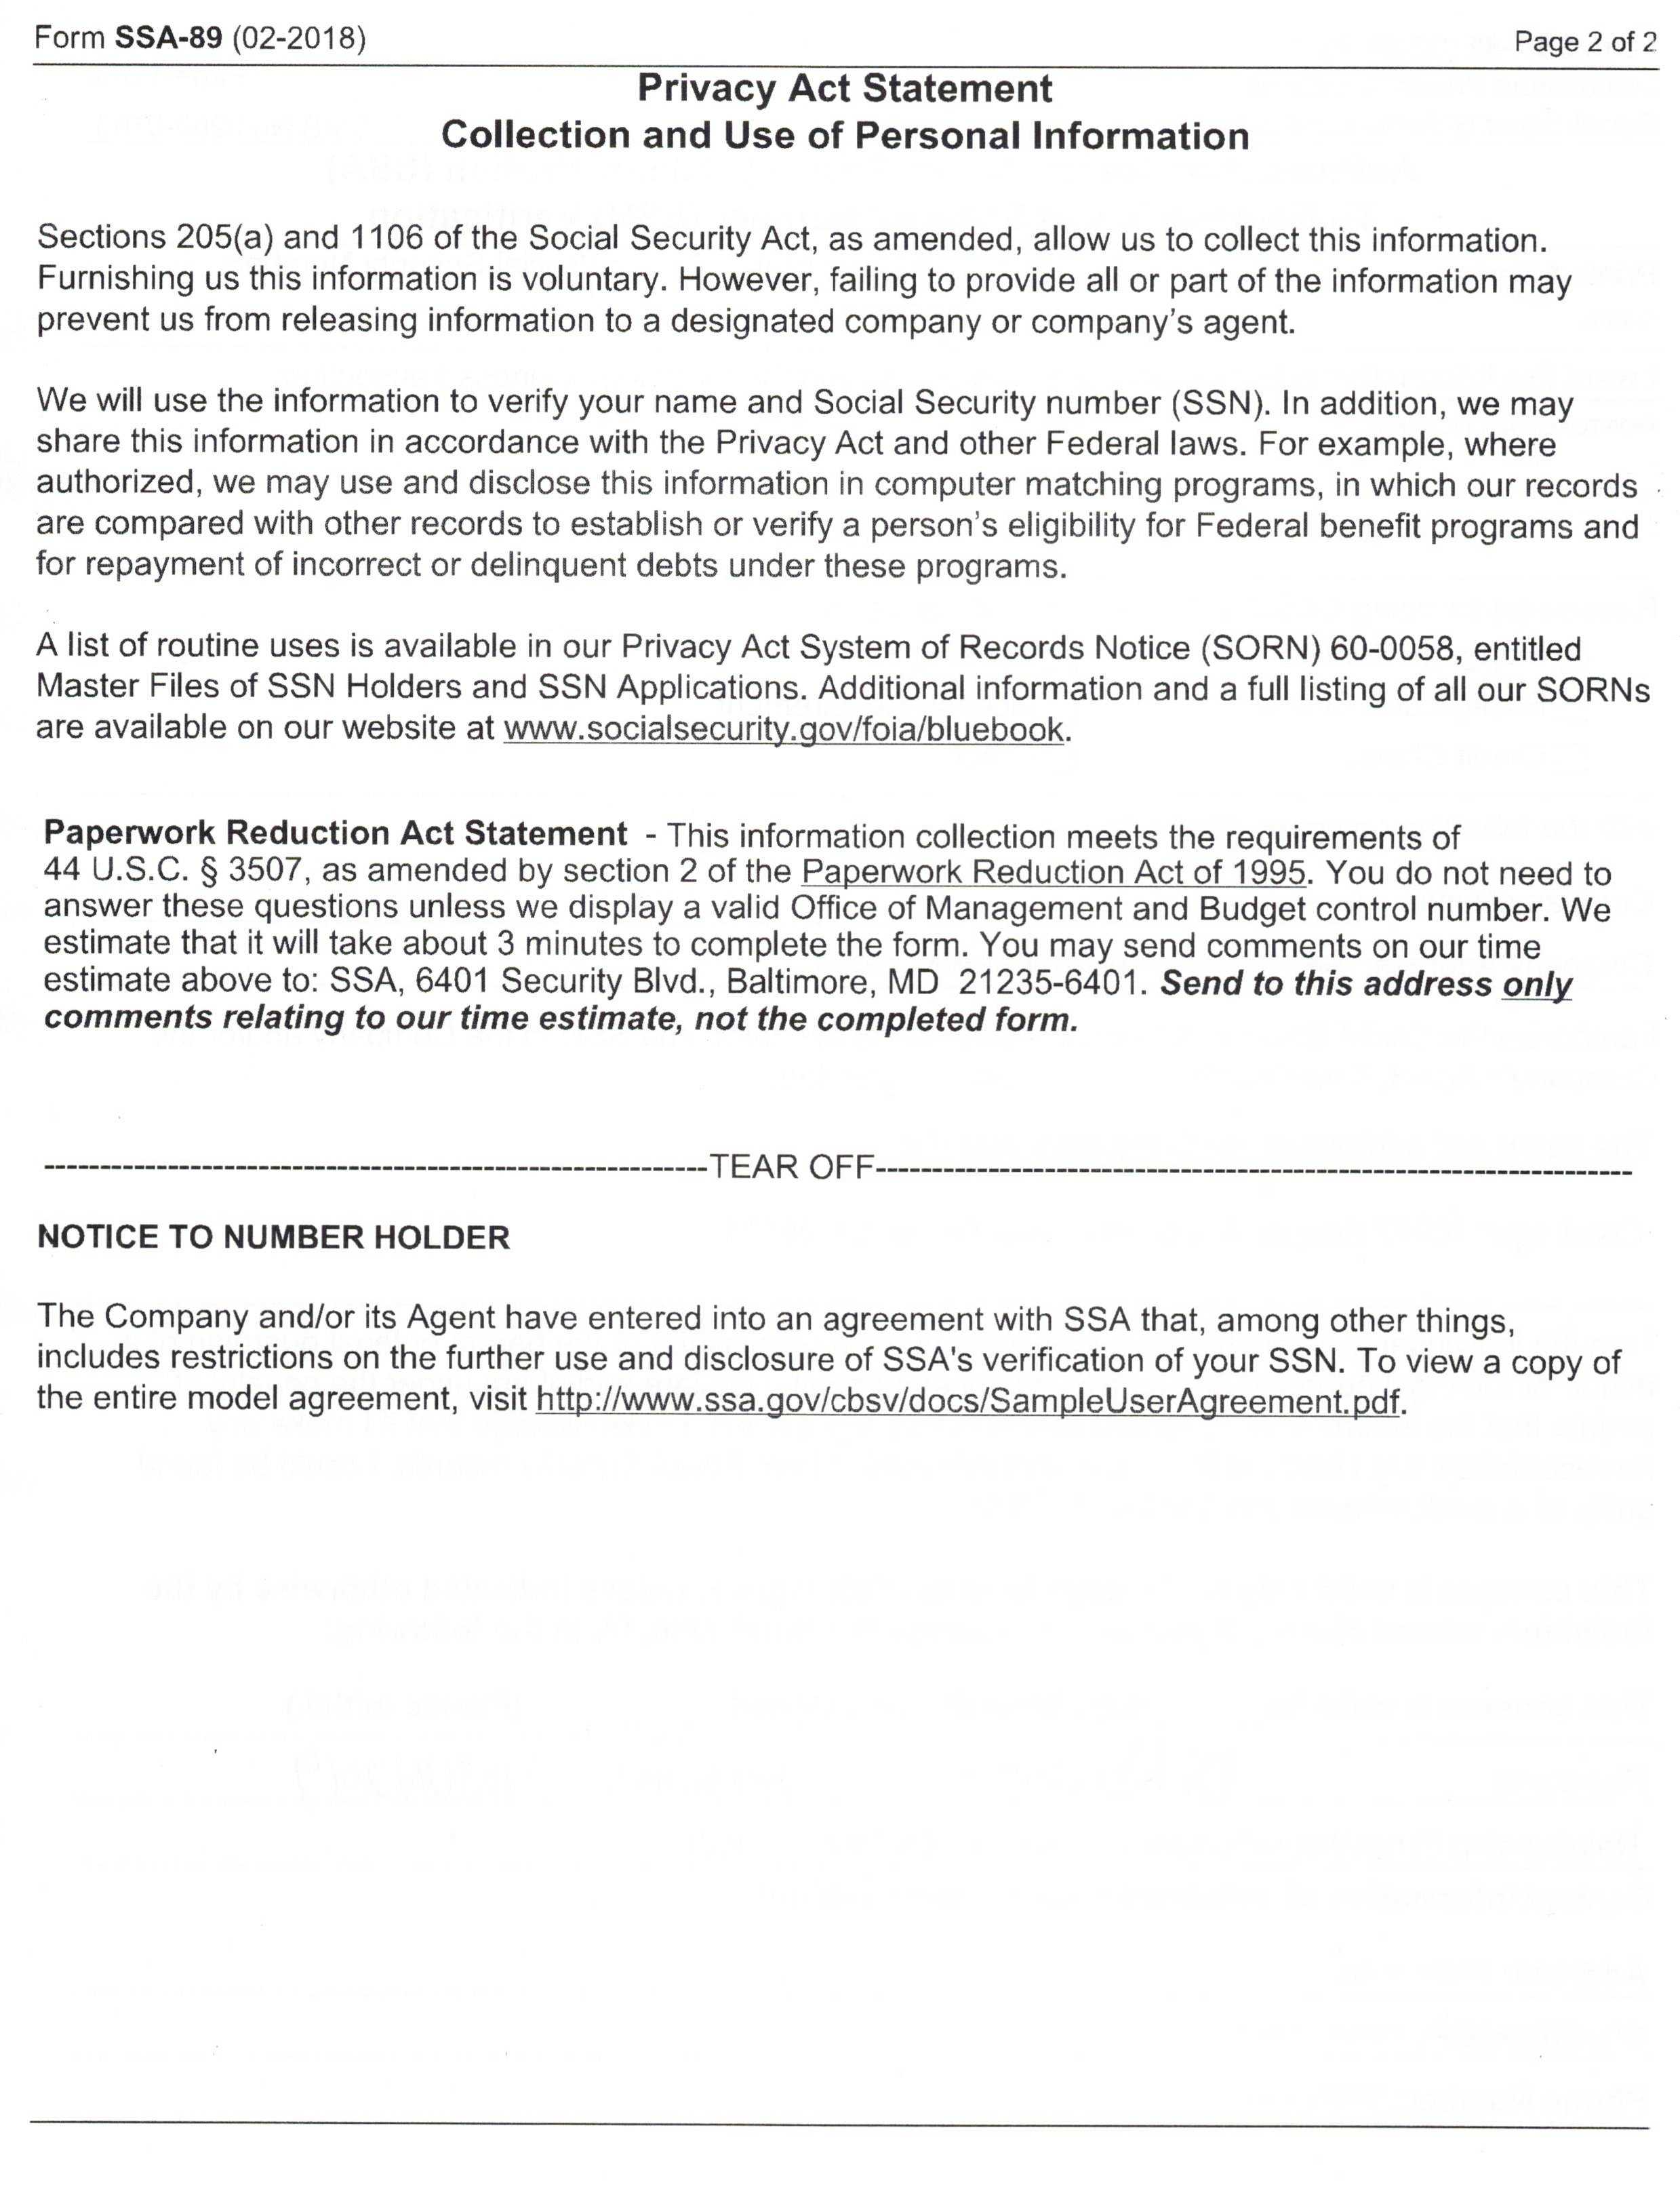 Form SSA-89 (02-2018)
Page 2 of 2
Privacy Act Statement
Collection and Use of Personal Information
Sections 205(a) and 1106 of the Social Security Act, as amended, allow us to collect this information.
Furnishing us this information is voluntary. However, failing to provide all or part of the information may
prevent us from releasing information to a designated company or company's agent.
We will use the information to verify your name and Social Security number (SSN). In addition, we may
share this information in accordance with the Privacy Act and other Federal laws. For example, where
authorized, we may use and disclose this information in computer matching programs, in which our records
are compared with other records to establish or verify a person's eligibility for Federal benefit programs and
for repayment of incorrect or delinquent debts under these programs.
A list of routine uses is available in our Privacy Act System of Records Notice (SORN) 60-0058, entitled
Master Files of SSN Holders and SSN Applications. Additional information and a full listing of all our SORNs
are available on our website at www.socialsecurity.gov/foia/bluebook.
Paperwork Reduction Act Statement - This information collection meets the requirements of
44 U.S.C. § 3507, as amended by section 2 of the Paperwork Reduction Act of 1995. You do not need to
answer these questions unless we display a valid Office of Management and Budget control number. We
estimate that it will take about 3 minutes to complete the form. You may send comments on our time
estimate above to: SSA, 6401 Security Blvd., Baltimore, MD 21235-6401. Send to this address only
comments relating to our time estimate, not the completed form.
TEAR OFF
NOTICE TO NUMBER HOLDER
The Company and/or its Agent have entered into an agreement with SSA that, among other things,
includes restrictions on the further use and disclosure of SSA's verification of your SSN. To view a copy of
the entire model agreement, visit http://www.ssa.gov/cbsv/docs/SampleUserAgreement.pdf.